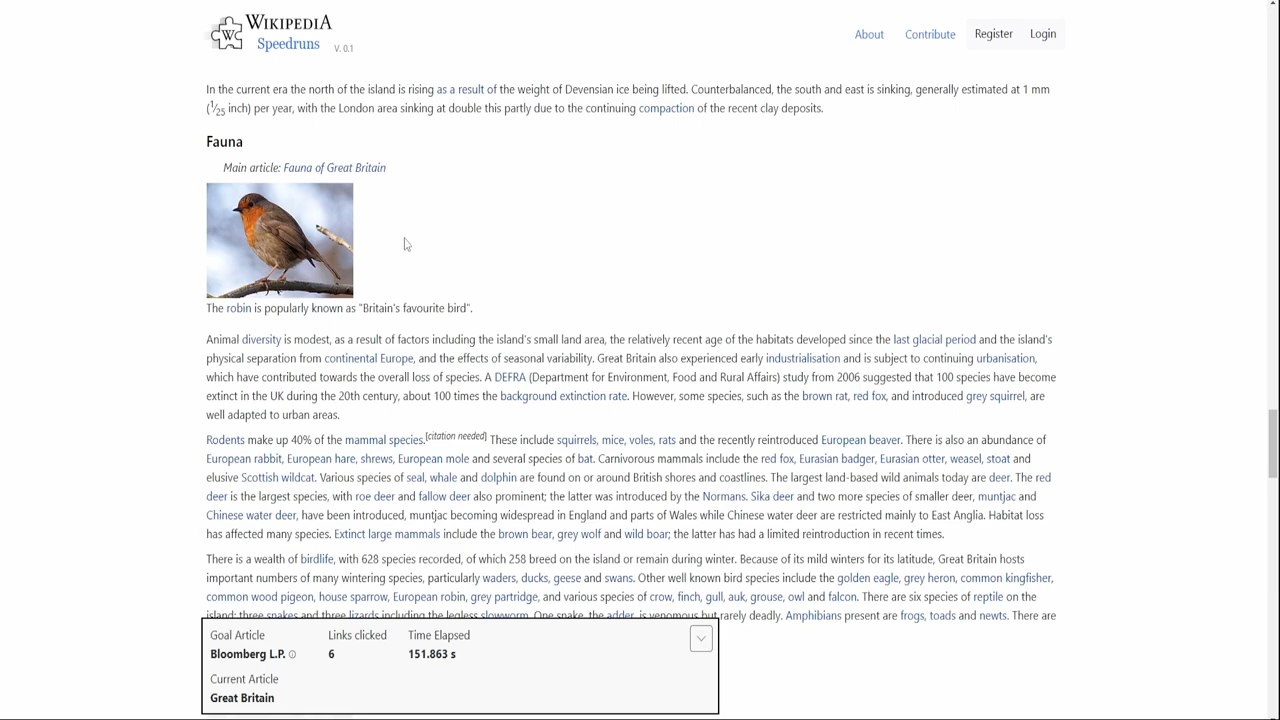 WIKIPEDIA
Speedruns V. 0.1
About Contribute Register Login
In the current era the north of the island is rising as a result of the weight of Devensian ice being lifted. Counterbalanced, the south and east is sinking, generally estimated at 1 mm
(1⁄25 inch) per year, with the London area sinking at double this partly due to the continuing compaction of the recent clay deposits.
Fauna
Main article: Fauna of Great Britain
The robin is popularly known as "Britain's favourite bird".
Animal diversity is modest, as a result of factors including the island's small land area, the relatively recent age of the habitats developed since the last glacial period and the island's
physical separation from continental Europe, and the effects of seasonal variability. Great Britain also experienced early industrialisation and is subject to continuing urbanisation,
which have contributed towards the overall loss of species. A DEFRA (Department for Environment, Food and Rural Affairs) study from 2006 suggested that 100 species have become
extinct in the UK during the 20th century, about 100 times the background extinction rate. However, some species, such as the brown rat, red fox, and introduced grey squirrel, are
well adapted to urban areas.
Rodents make up 40% of the mammal species.[citation needed] These include squirrels, mice, voles, rats and the recently reintroduced European beaver. There is also an abundance of
European rabbit, European hare, shrews, European mole and several species of bat. Carnivorous mammals include the red fox, Eurasian badger, Eurasian otter, weasel, stoat and
elusive Scottish wildcat. Various species of seal, whale and dolphin are found on or around British shores and coastlines. The largest land-based wild animals today are deer. The red
deer is the largest species, with roe deer and fallow deer also prominent; the latter was introduced by the Normans. Sika deer and two more species of smaller deer, muntjac and
Chinese water deer, have been introduced, muntjac becoming widespread in England and parts of Wales while Chinese water deer are restricted mainly to East Anglia. Habitat loss
has affected many species. Extinct large mammals include the brown bear, grey wolf and wild boar; the latter has had a limited reintroduction in recent times.
There is a wealth of birdlife, with 628 species recorded, of which 258 breed on the island or remain during winter. Because of its mild winters for its latitude, Great Britain hosts
important numbers of many wintering species, particularly waders, ducks, geese and swans. Other well known bird species include the golden eagle, grey heron, common kingfisher,
common wood pigeon, house sparrow, European robin, grey partridge, and various species of crow, finch, gull, auk, grouse, owl and falcon. There are six species of reptile on the
island; three snakes and three lizards including the legless slowworm. One snake, the adder, is venomous but rarely deadly. Amphibians present are frogs, toads and newts. There are
Goal Article Links clicked Time Elapsed
Bloomberg L.P. 6 151.863 s
Current Article
Great Britain